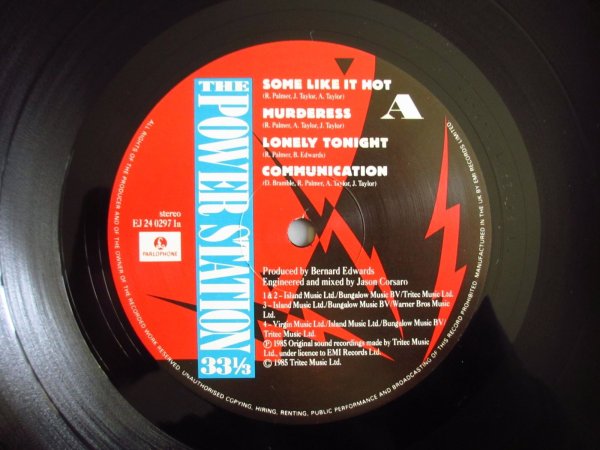 THE POWER STATION 33⅓
SOME LIKE IT HOT
(R. Palmer, J. Taylor, A. Taylor)
MURDERESS
(R. Palmer, A. Taylor, J. Taylor)
LONELY TONIGHT
(R. Palmer, B. Edwards)
COMMUNICATION
(D. Bramble, R. Palmer, A. Taylor, J. Taylor)
A
stereo
EJ 24 0297 1A
PARLOPHONE
Produced by Bernard Edwards
Engineered and mixed by Jason Corsaro
1 & 2 – Island Music Ltd./Bungalow Music BV/Tritec Music Ltd.
3 – Island Music Ltd./Bungalow Music BV/Warner Bros Music
Ltd.
4 – Virgin Music Ltd./Island Music Ltd./Bungalow Music BV/
Tritec Music Ltd.
Ⓟ 1985 Original sound recordings made by Tritec Music
Ltd., under licence to EMI Records Ltd.
© 1985 Tritec Music Ltd.
ALL RIGHTS OF THE PRODUCER AND OF THE OWNER OF THE RECORDED WORK RESERVED. UNAUTHORISED COPYING, HIRING, RENTING, PUBLIC PERFORMANCE AND BROADCASTING OF THIS RECORD PROHIBITED. MANUFACTURED IN THE UK BY EMI RECORDS LIMITED